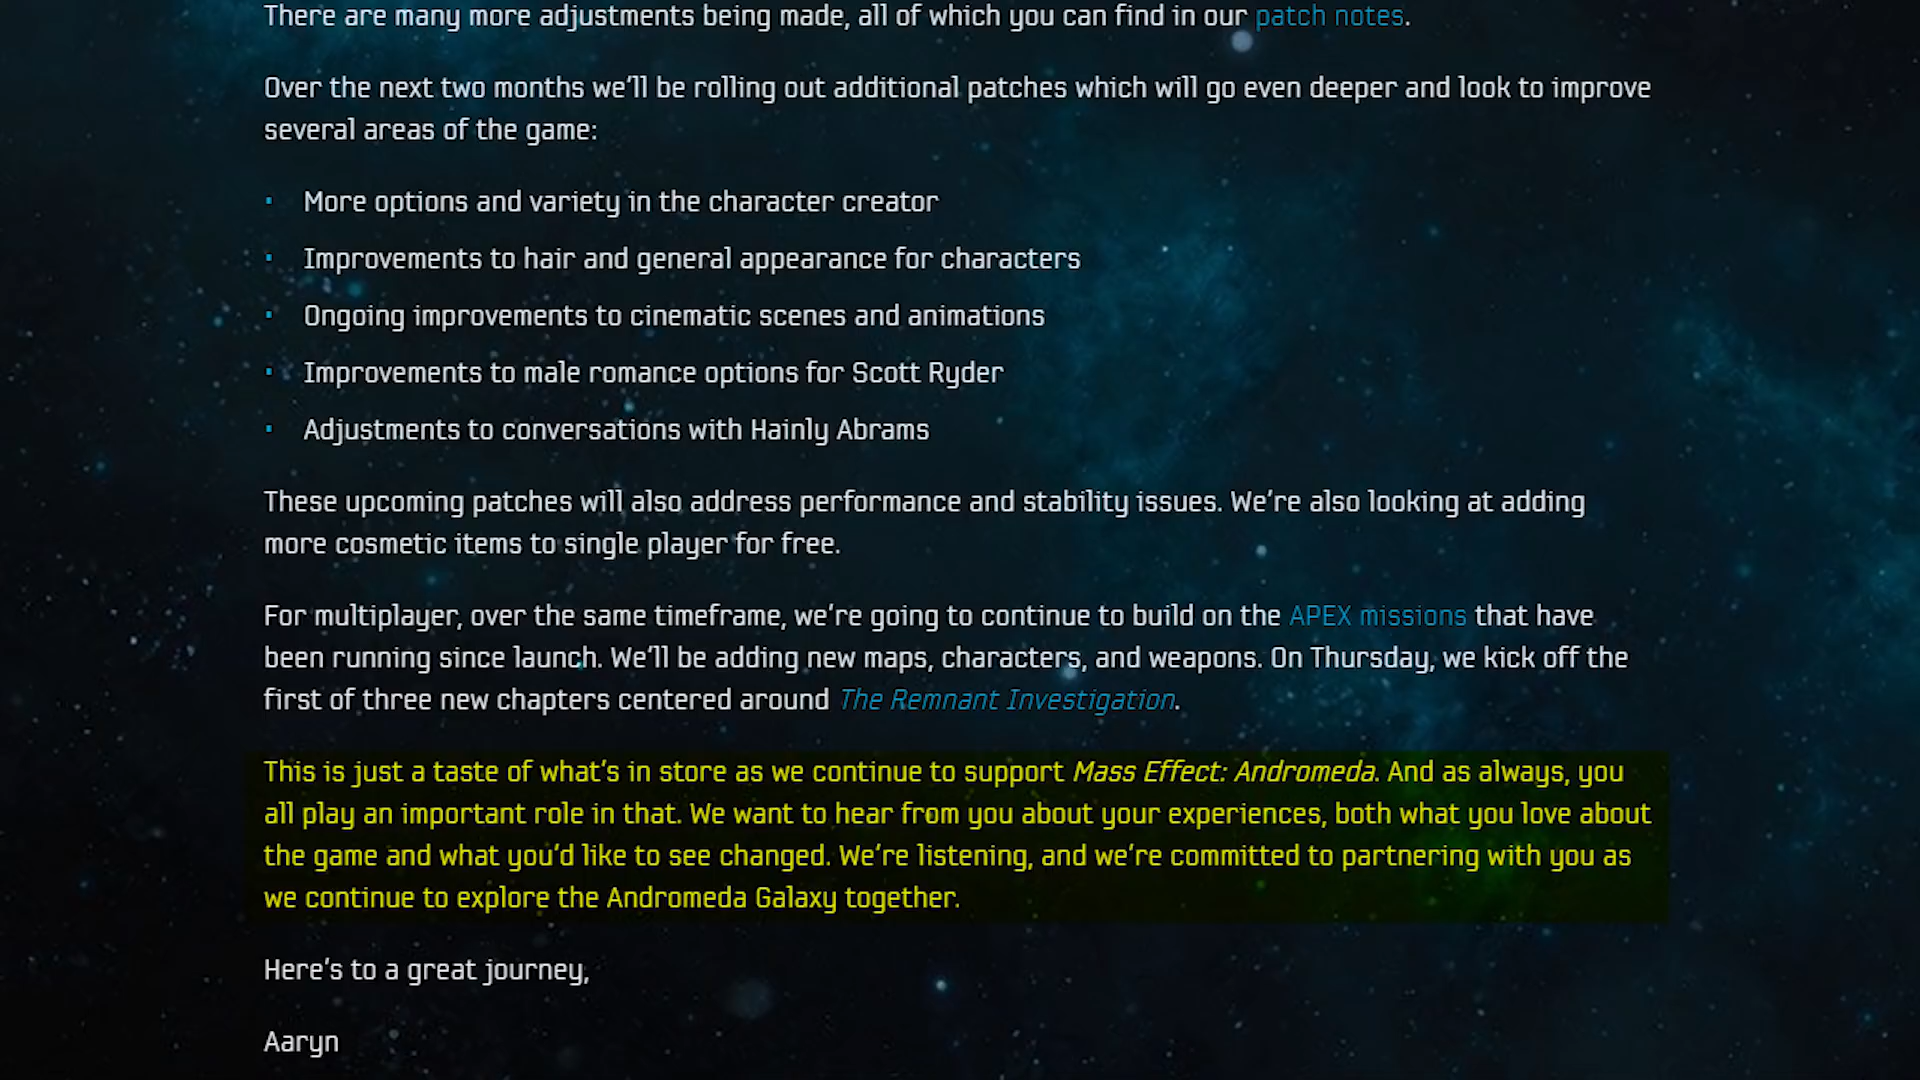 There are many more adjustments being made, all of which you can find in our patch notes.
Over the next two months we'll be rolling out additional patches which will go even deeper and look to improve
several areas of the game:
· More options and variety in the character creator
· Improvements to hair and general appearance for characters
· Ongoing improvements to cinematic scenes and animations
· Improvements to male romance options for Scott Ryder
· Adjustments to conversations with Hainly Abrams
These upcoming patches will also address performance and stability issues. We're also looking at adding
more cosmetic items to single player for free.
For multiplayer, over the same timeframe, we're going to continue to build on the APEX missions that have
been running since launch. We'll be adding new maps, characters, and weapons. On Thursday, we kick off the
first of three new chapters centered around The Remnant Investigation.
This is just a taste of what's in store as we continue to support Mass Effect: Andromeda. And as always, you
all play an important role in that. We want to hear from you about your experiences, both what you love about
the game and what you'd like to see changed. We're listening, and we're committed to partnering with you as
we continue to explore the Andromeda Galaxy together.
Here's to a great journey,
Aaryn